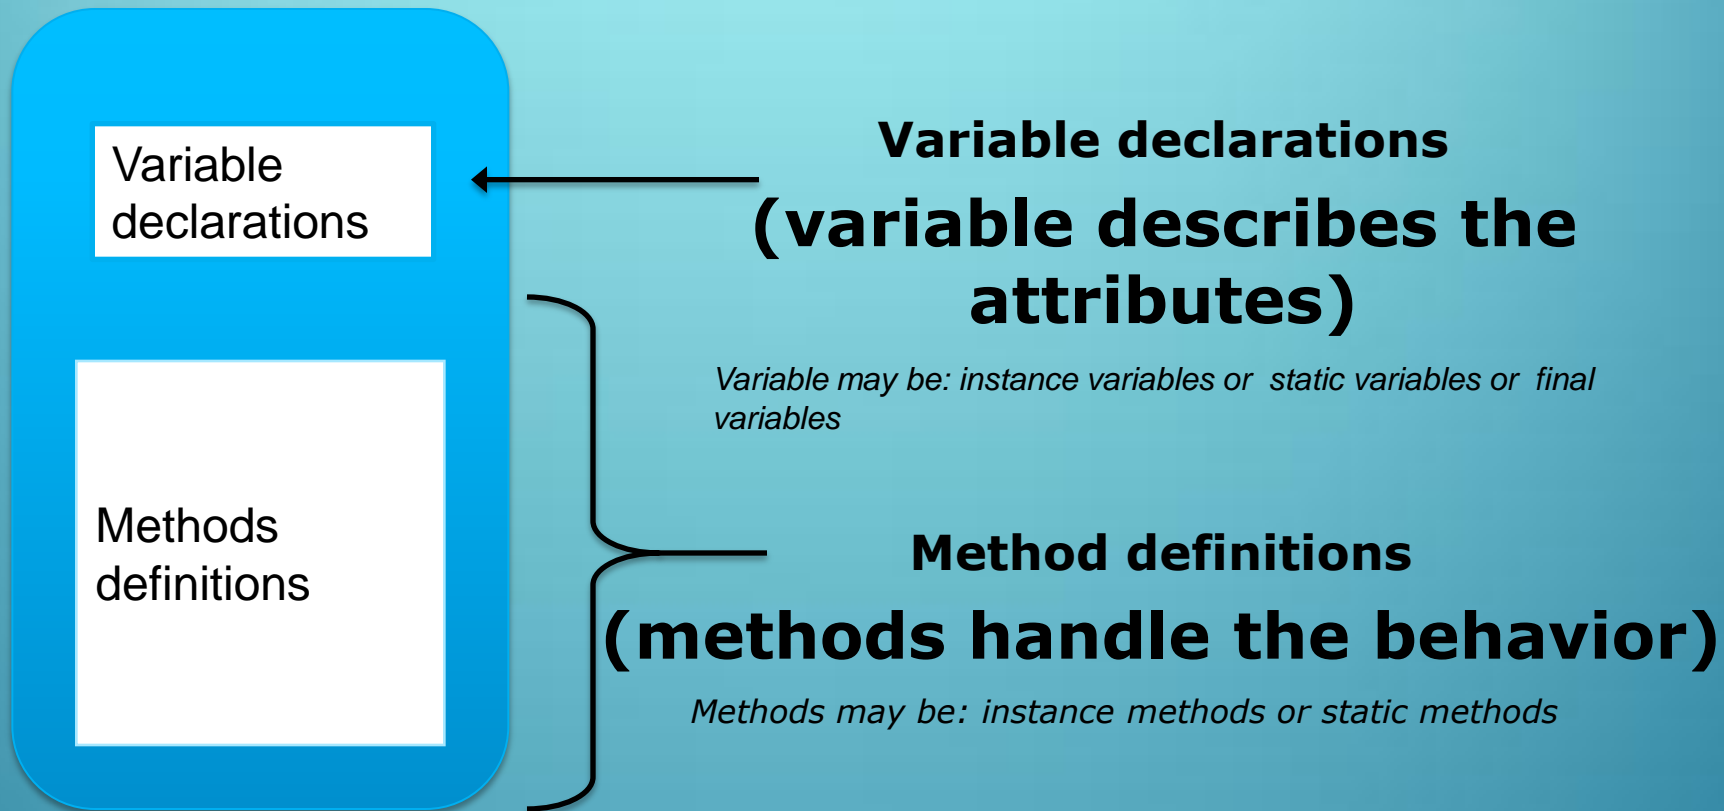 Variable
declarations
Variable declarations
(variable describes the
attributes)
Variable may be: instance variables or static variables or final
variables
Methods
definitions
Method definitions
(methods handle the behavior)
Methods may be: instance methods or static methods